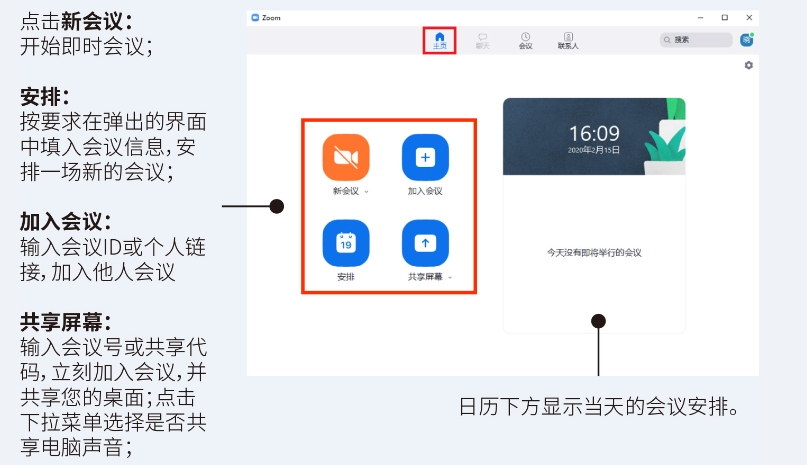 点击新会议：
开始即时会议；
安排：
按要求在弹出的界面
中填入会议信息，安
排一场新的会议；
加入会议：
输入会议ID或个人链
接，加入他人会议
共享屏幕：
输入会议号或共享代
码，立刻加入会议，并
共享您的桌面；点击
下拉菜单选择是否共
享电脑声音；
Zoom
主页
聊天
会议
联系人
搜索
新会议
加入会议
19
安排
共享屏幕
16:09
2020年2月15日
今天没有即将举行的会议
日历下方显示当天的会议安排。